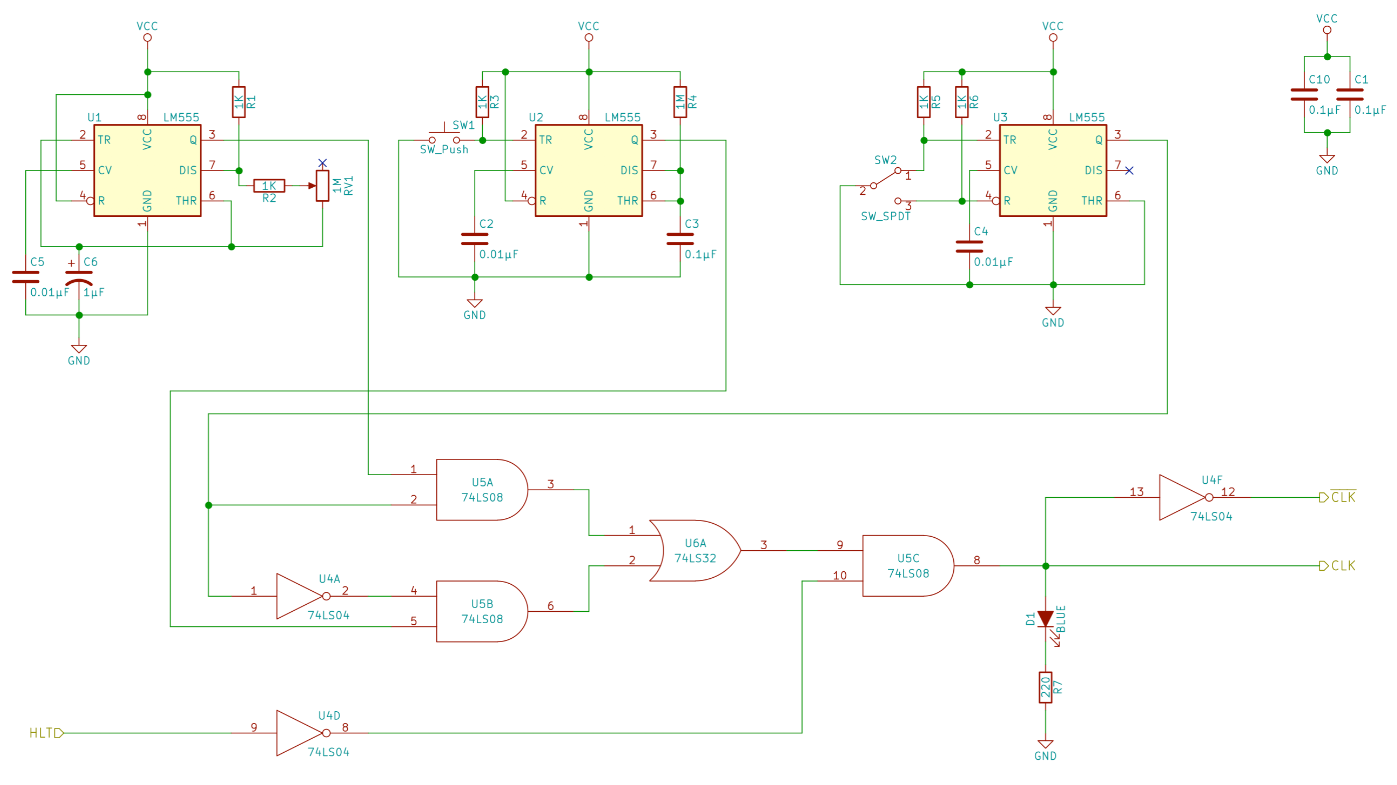 VCC
U1
LM555
8
VCC
2
TR
Q
3
5
CV
DIS
7
4
R
THR
6
GND
1
1K
R1
1K
R2
1M
RV1
C5
0.01µF
+
C6
1µF
GND
VCC
1K
R3
SW1
SW_Push
U2
LM555
8
VCC
2
TR
Q
3
5
CV
DIS
7
4
R
THR
6
GND
1
1M
R4
C2
0.01µF
C3
0.1µF
GND
VCC
1K
R5
1K
R6
U3
LM555
8
VCC
2
TR
Q
3
5
CV
DIS
7
4
R
THR
6
GND
1
SW2
1
2
3
SW_SPDT
C4
0.01µF
GND
VCC
C10
0.1µF
C1
0.1µF
GND
1
2
U5A
74LS08
3
1
U4A
2
74LS04
4
5
U5B
74LS08
6
1
2
U6A
74LS32
3
9
10
U5C
74LS08
8
13
U4F
12
74LS04
CLK
CLK
D1
BLUE
220
R7
GND
HLT
9
U4D
8
74LS04